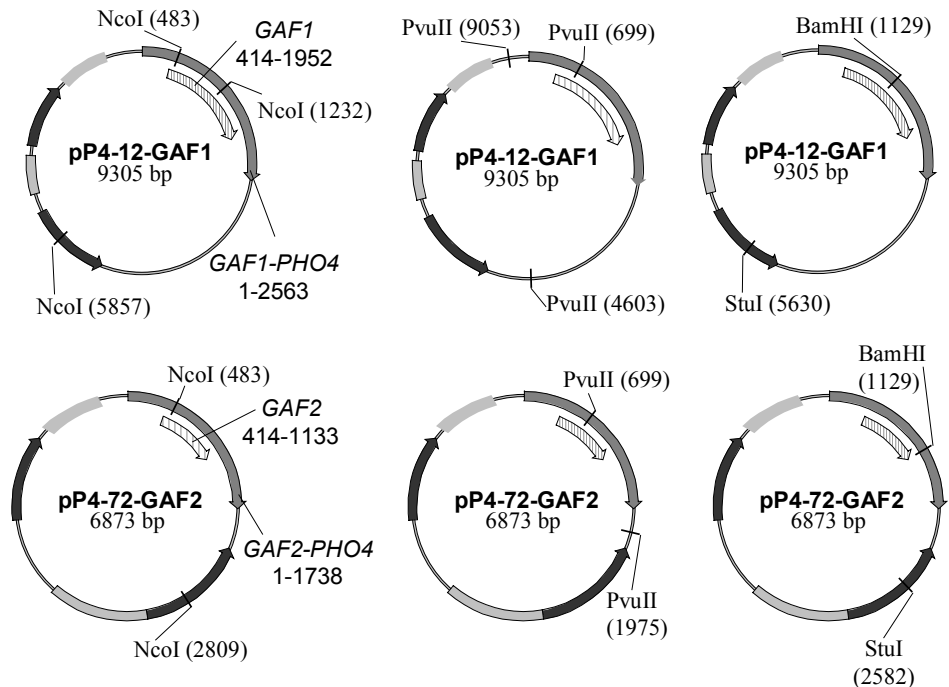 NcoI (483)
GAF1
414-1952
NcoI (1232)
pP4-12-GAF1
9305 bp
GAF1-PHO4
1-2563
NcoI (5857)
PvuII (9053)
PvuII (699)
pP4-12-GAF1
9305 bp
PvuII (4603)
BamHI (1129)
pP4-12-GAF1
9305 bp
StuI (5630)
NcoI (483)
GAF2
414-1133
pP4-72-GAF2
6873 bp
GAF2-PHO4
1-1738
NcoI (2809)
PvuII (699)
pP4-72-GAF2
6873 bp
PvuII
(1975)
BamHI
(1129)
pP4-72-GAF2
6873 bp
StuI
(2582)